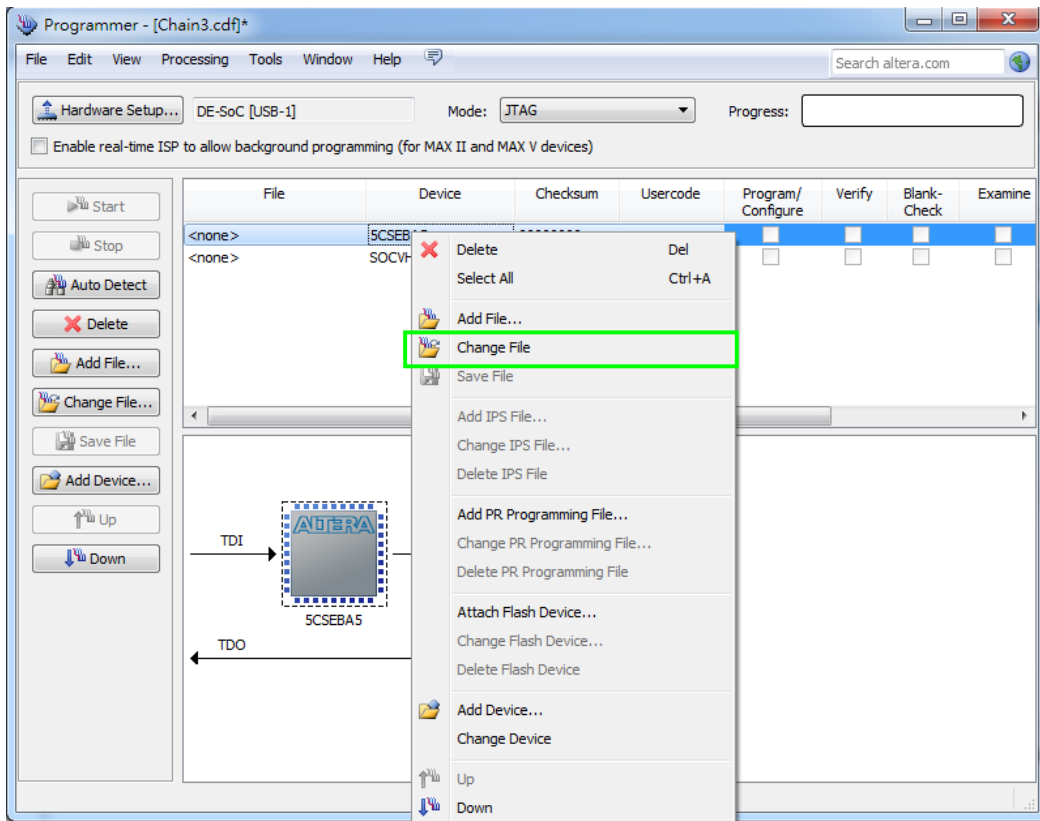 Programmer - [Chain3.cdf]*
File Edit View Processing Tools Window Help
Search altera.com
Hardware Setup... DE-SoC [USB-1] Mode: JTAG Progress:
Enable real-time ISP to allow background programming (for MAX II and MAX V devices)
File Device Checksum Usercode Program/ Verify Blank- Examine
Configure Check
Start
Stop
Auto Detect
Delete
Add File...
Change File...
Save File
Add Device...
Up
Down
<none>
<none>
Delete Del
Select All Ctrl+A
Add File...
Change File
Save File
Add IPS File...
Change IPS File...
Delete IPS File
Add PR Programming File...
Change PR Programming File...
Delete PR Programming File
Attach Flash Device...
Change Flash Device...
Delete Flash Device
Add Device...
Change Device
Up
Down
TDI
ALTERA
5CSEBA5
TDO